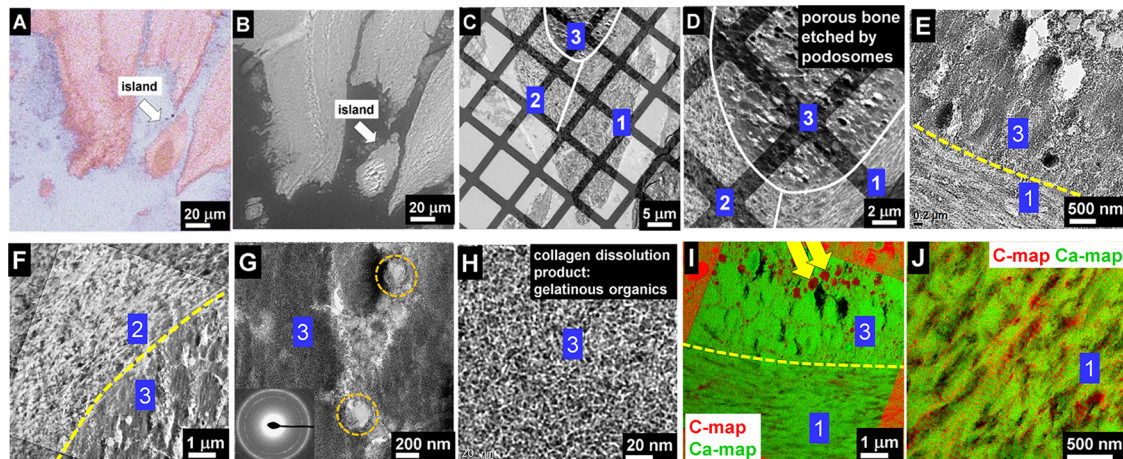 A
island
20 μm
B
island
20 μm
C
3
2
1
5 μm
D
porous bone
etched by
podosomes
3
2
1
2 μm
E
3
1
0.2 μm
500 nm
F
2
3
1 μm
G
3
200 nm
H
collagen dissolution
product:
gelatinous organics
3
20 nm
I
3
1
C-map
Ca-map
1 μm
J
C-map Ca-map
1
500 nm